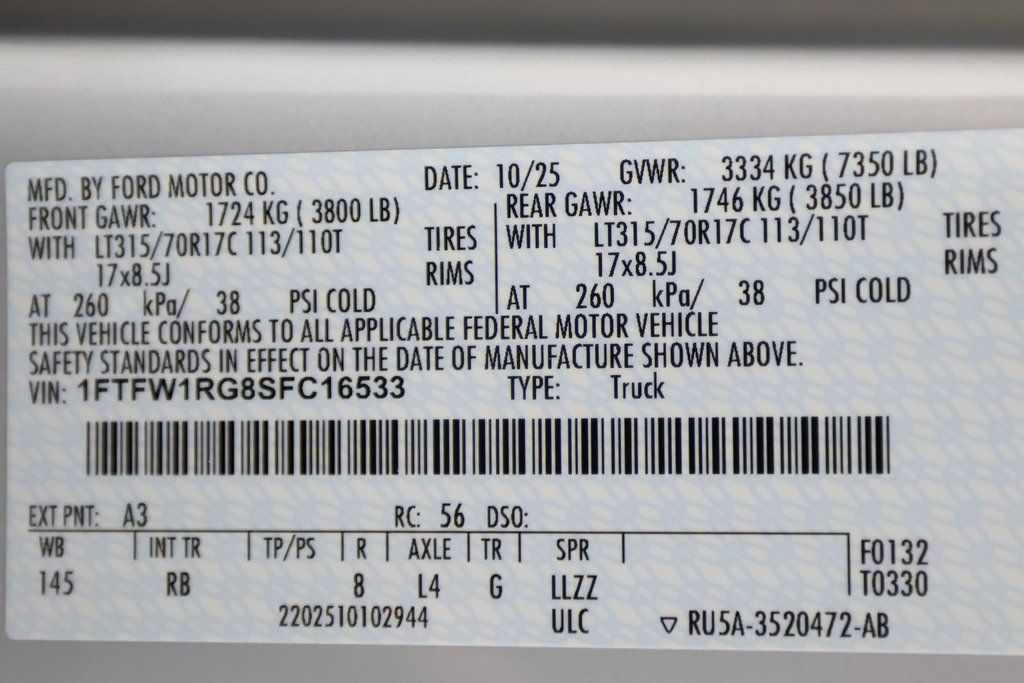 MFD. BY FORD MOTOR CO. DATE: 10/25 GVWR: 3334 KG ( 7350 LB)
FRONT GAWR: 1724 KG ( 3800 LB) REAR GAWR: 1746 KG ( 3850 LB)
WITH LT315/70R17C 113/110T TIRES WITH LT315/70R17C 113/110T TIRES
17x8.5J RIMS 17x8.5J RIMS
AT 260 kPa/ 38 PSI COLD AT 260 kPa/ 38 PSI COLD
THIS VEHICLE CONFORMS TO ALL APPLICABLE FEDERAL MOTOR VEHICLE
SAFETY STANDARDS IN EFFECT ON THE DATE OF MANUFACTURE SHOWN ABOVE.
VIN: 1FTFW1RG8SFC16533 TYPE: Truck
EXT PNT: A3 RC: 56 DSO:
WB INT TR TP/PS R AXLE TR SPR F0132
145 RB 8 L4 G LLZZ T0330
2202510102944 ULC ▽ RU5A-3520472-AB